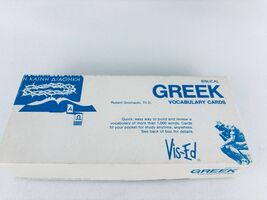 Η ΚΑΙΝΗ ΔΙΑΘΗΚΗ
Α
Ω
BIBLICAL
GREEK
VOCABULARY CARDS
Robert Gromacki, Th.D.
Quick, easy way to build and review a
vocabulary of more than 1,000 words. Cards
fit your pocket for study anytime, anywhere.
See back of box for details.
Vis-Ed
GREEK